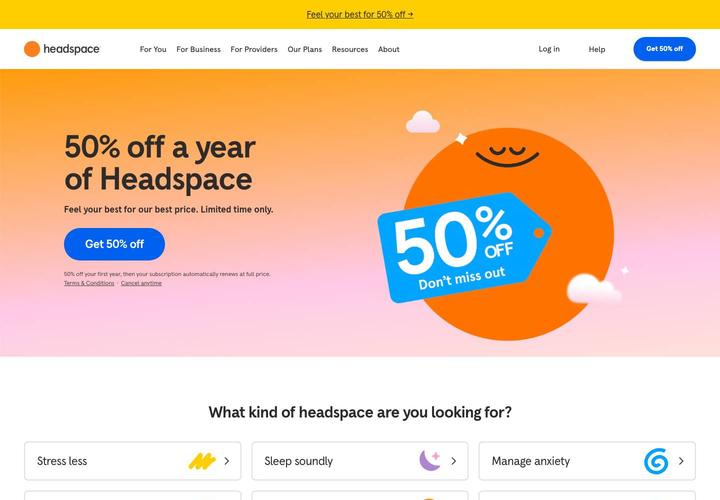 Feel your best for 50% off →
headspace
For You
For Business
For Providers
Our Plans
Resources
About
Log in
Help
Get 50% off
50% off a year
of Headspace
Feel your best for our best price. Limited time only.
Get 50% off
50% off your first year, then your subscription automatically renews at full price.
Terms & Conditions · Cancel anytime
50%
OFF
Don't miss out
What kind of headspace are you looking for?
Stress less
Sleep soundly
Manage anxiety